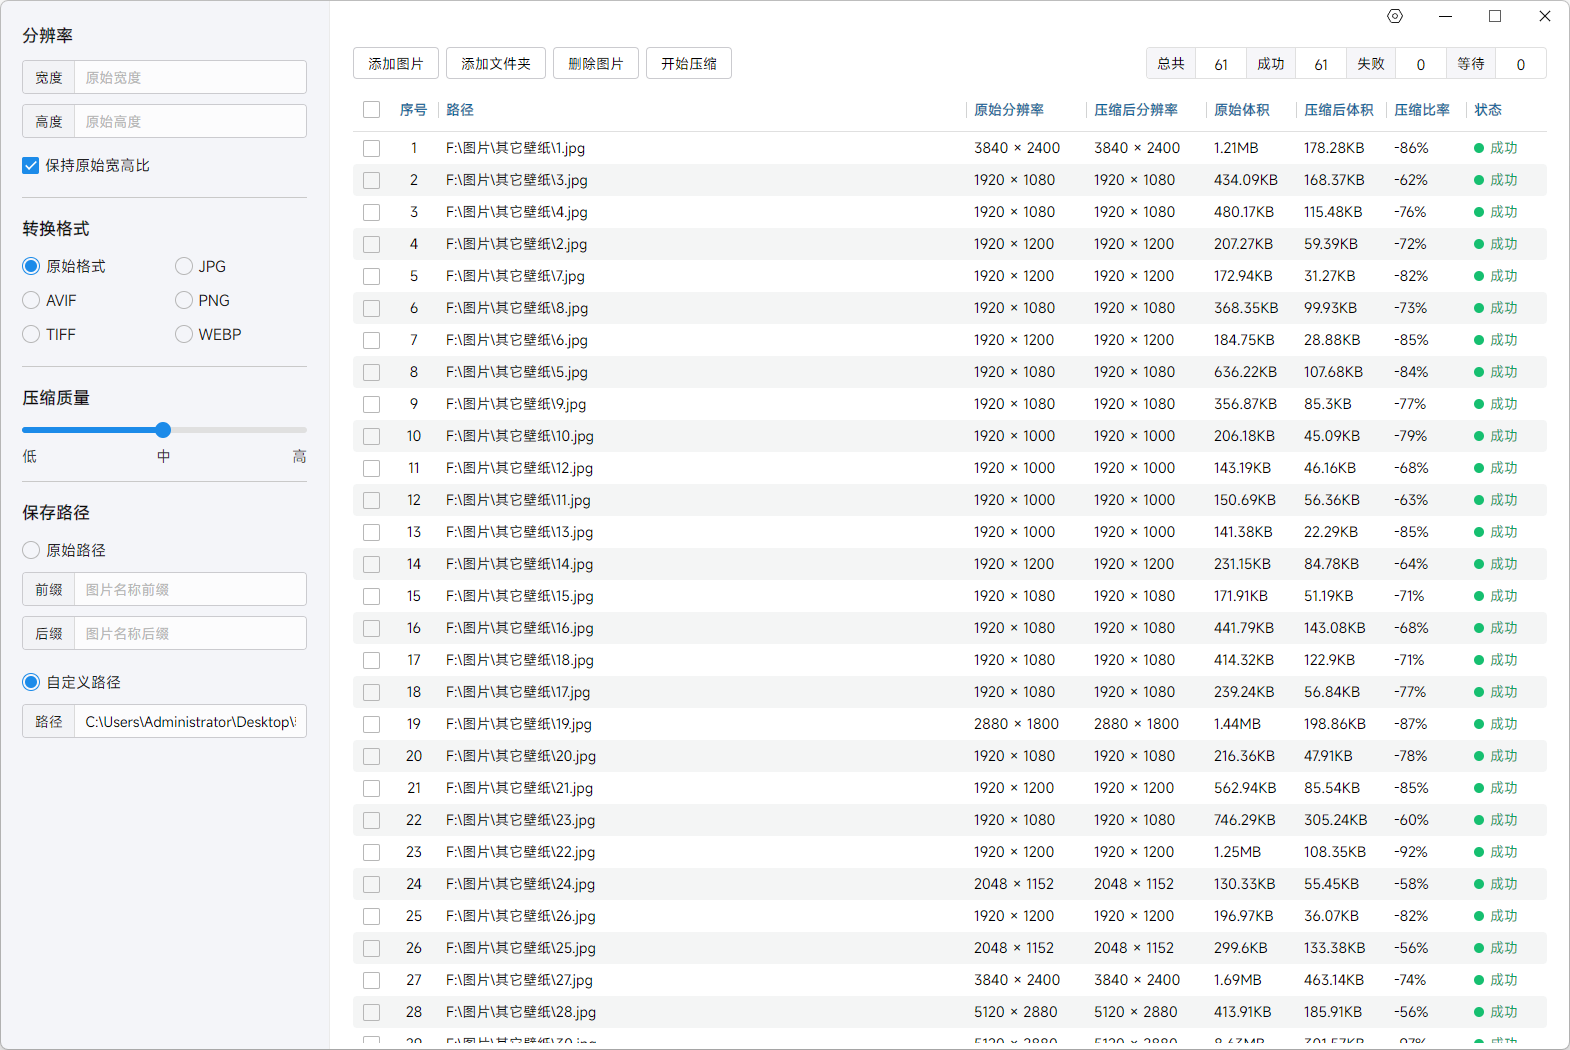 分辨率
宽度 原始宽度
高度 原始高度
保持原始宽高比
转换格式
原始格式 JPG
AVIF PNG
TIFF WEBP
压缩质量
低 中 高
保存路径
原始路径
前缀 图片名称前缀
后缀 图片名称后缀
自定义路径
路径 C:\Users\Administrator\Desktop\
添加图片 添加文件夹 删除图片 开始压缩 总共 61 成功 61 失败 0 等待 0
序号 路径 原始分辨率 压缩后分辨率 原始体积 压缩后体积 压缩比率 状态
1 F:\图片\其它壁纸\1.jpg 3840 × 2400 3840 × 2400 1.21MB 178.28KB -86% 成功
2 F:\图片\其它壁纸\3.jpg 1920 × 1080 1920 × 1080 434.09KB 168.37KB -62% 成功
3 F:\图片\其它壁纸\4.jpg 1920 × 1080 1920 × 1080 480.17KB 115.48KB -76% 成功
4 F:\图片\其它壁纸\2.jpg 1920 × 1200 1920 × 1200 207.27KB 59.39KB -72% 成功
5 F:\图片\其它壁纸\7.jpg 1920 × 1200 1920 × 1200 172.94KB 31.27KB -82% 成功
6 F:\图片\其它壁纸\8.jpg 1920 × 1080 1920 × 1080 368.35KB 99.93KB -73% 成功
7 F:\图片\其它壁纸\6.jpg 1920 × 1200 1920 × 1200 184.75KB 28.88KB -85% 成功
8 F:\图片\其它壁纸\5.jpg 1920 × 1080 1920 × 1080 636.22KB 107.68KB -84% 成功
9 F:\图片\其它壁纸\9.jpg 1920 × 1080 1920 × 1080 356.87KB 85.3KB -77% 成功
10 F:\图片\其它壁纸\10.jpg 1920 × 1000 1920 × 1000 206.18KB 45.09KB -79% 成功
11 F:\图片\其它壁纸\12.jpg 1920 × 1000 1920 × 1000 143.19KB 46.16KB -68% 成功
12 F:\图片\其它壁纸\11.jpg 1920 × 1000 1920 × 1000 150.69KB 56.36KB -63% 成功
13 F:\图片\其它壁纸\13.jpg 1920 × 1000 1920 × 1000 141.38KB 22.29KB -85% 成功
14 F:\图片\其它壁纸\14.jpg 1920 × 1200 1920 × 1200 231.15KB 84.78KB -64% 成功
15 F:\图片\其它壁纸\15.jpg 1920 × 1080 1920 × 1080 171.91KB 51.19KB -71% 成功
16 F:\图片\其它壁纸\16.jpg 1920 × 1080 1920 × 1080 441.79KB 143.08KB -68% 成功
17 F:\图片\其它壁纸\18.jpg 1920 × 1080 1920 × 1080 414.32KB 122.9KB -71% 成功
18 F:\图片\其它壁纸\17.jpg 1920 × 1080 1920 × 1080 239.24KB 56.84KB -77% 成功
19 F:\图片\其它壁纸\19.jpg 2880 × 1800 2880 × 1800 1.44MB 198.86KB -87% 成功
20 F:\图片\其它壁纸\20.jpg 1920 × 1080 1920 × 1080 216.36KB 47.91KB -78% 成功
21 F:\图片\其它壁纸\21.jpg 1920 × 1200 1920 × 1200 562.94KB 85.54KB -85% 成功
22 F:\图片\其它壁纸\23.jpg 1920 × 1080 1920 × 1080 746.29KB 305.24KB -60% 成功
23 F:\图片\其它壁纸\22.jpg 1920 × 1200 1920 × 1200 1.25MB 108.35KB -92% 成功
24 F:\图片\其它壁纸\24.jpg 2048 × 1152 2048 × 1152 130.33KB 55.45KB -58% 成功
25 F:\图片\其它壁纸\26.jpg 1920 × 1200 1920 × 1200 196.97KB 36.07KB -82% 成功
26 F:\图片\其它壁纸\25.jpg 2048 × 1152 2048 × 1152 299.6KB 133.38KB -56% 成功
27 F:\图片\其它壁纸\27.jpg 3840 × 2400 3840 × 2400 1.69MB 463.14KB -74% 成功
28 F:\图片\其它壁纸\28.jpg 5120 × 2880 5120 × 2880 413.91KB 185.91KB -56% 成功